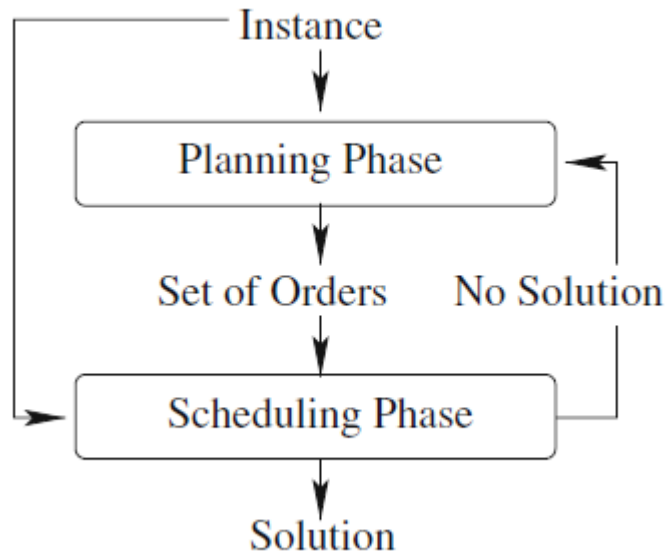 Instance
Planning Phase
Set of Orders
No Solution
Scheduling Phase
Solution